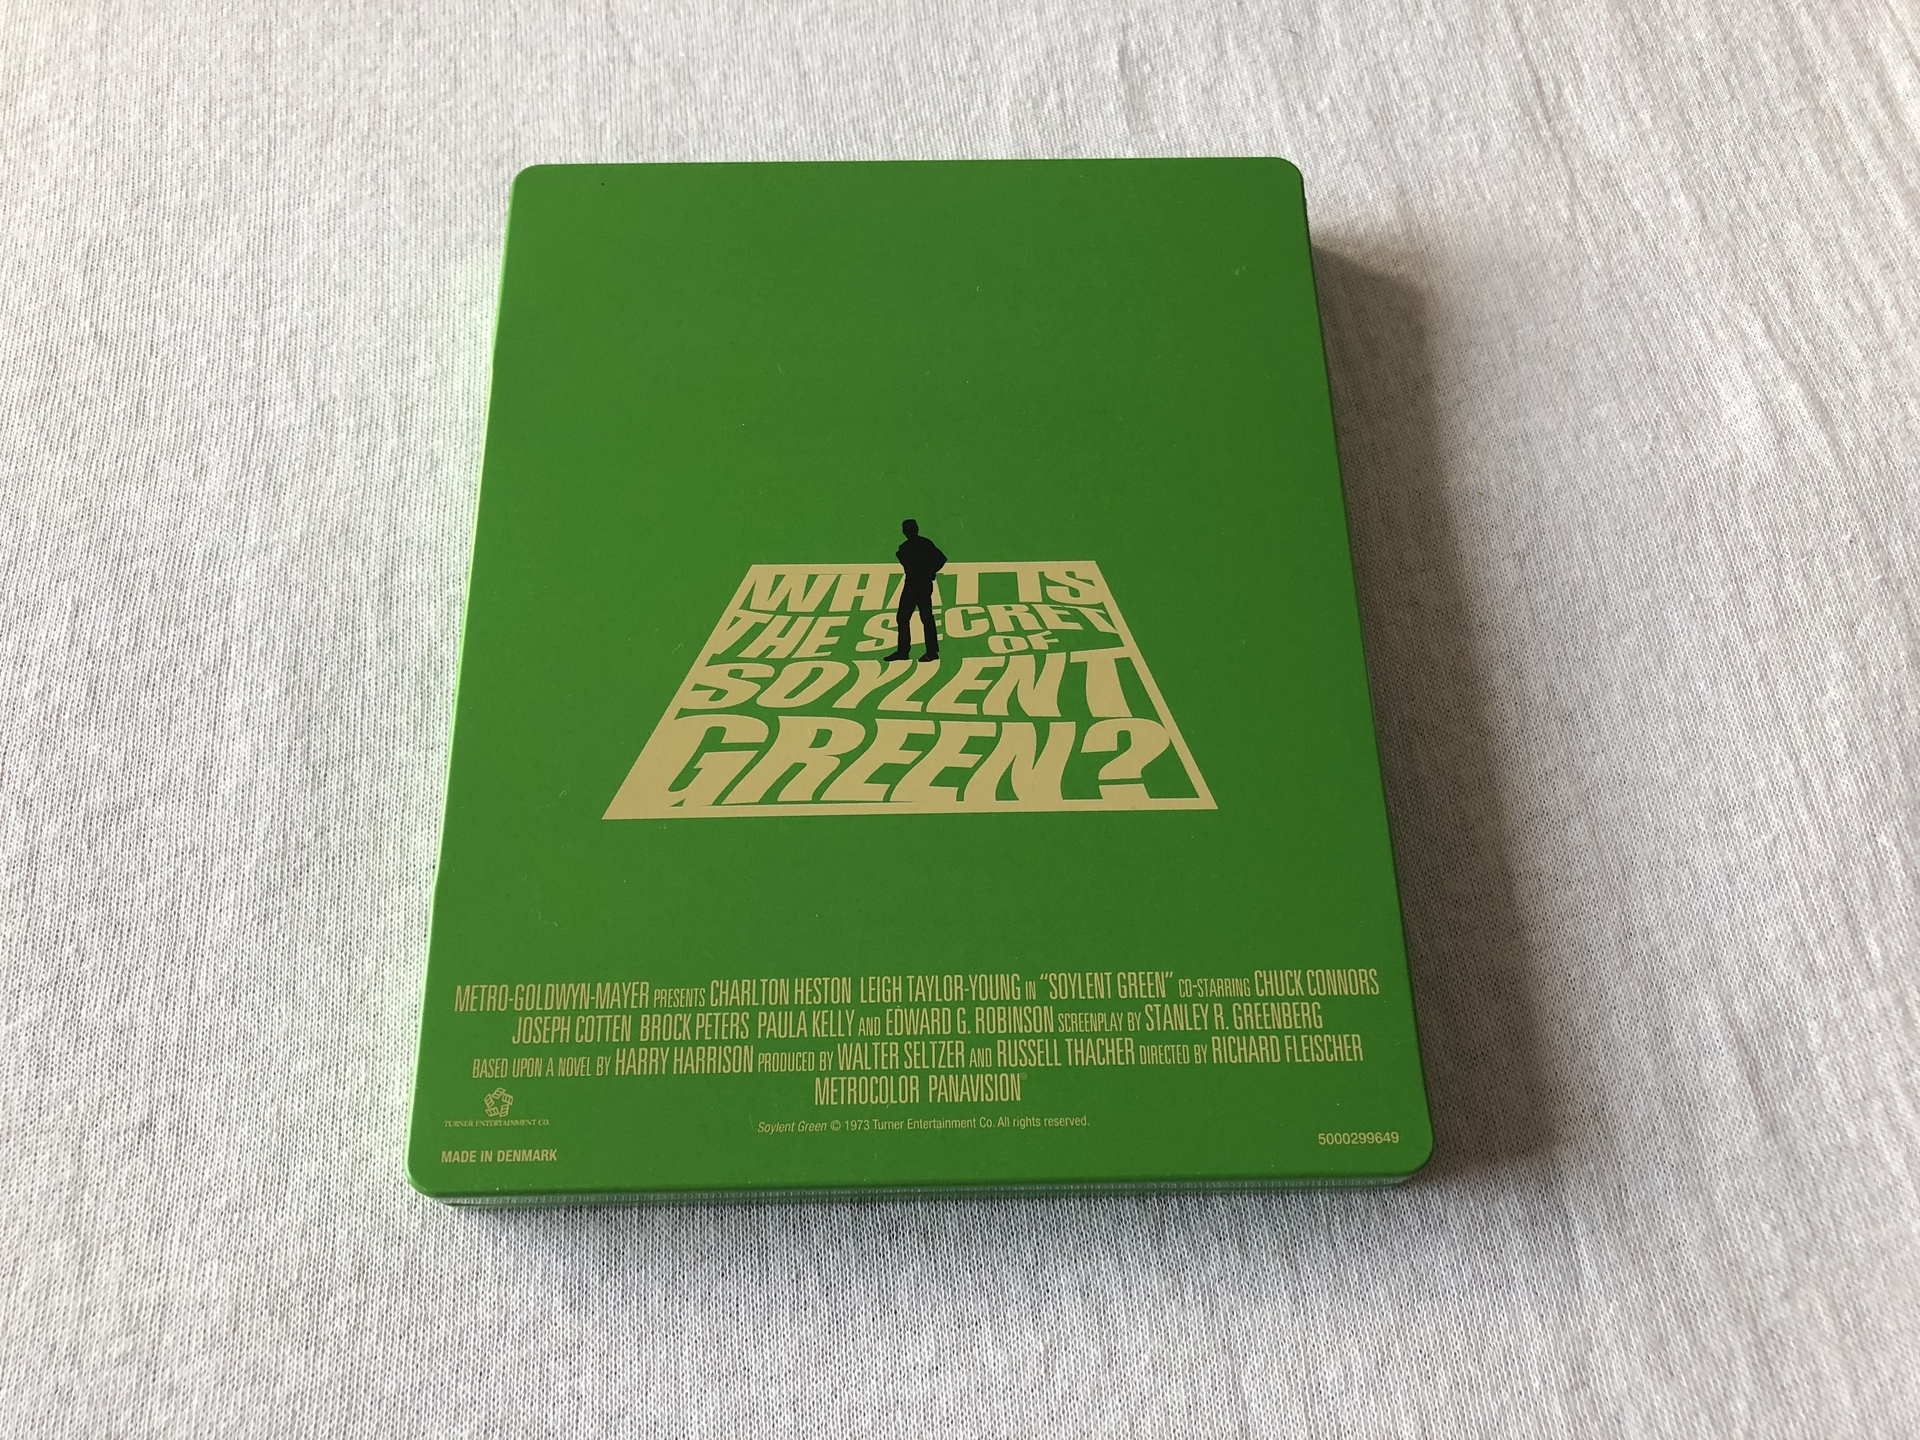 WHAT IS
THE SECRET
OF
SOYLENT
GREEN?
METRO-GOLDWYN-MAYER PRESENTS CHARLTON HESTON LEIGH TAYLOR-YOUNG IN "SOYLENT GREEN" CO-STARRING CHUCK CONNORS
JOSEPH COTTEN BROCK PETERS PAULA KELLY AND EDWARD G. ROBINSON SCREENPLAY BY STANLEY R. GREENBERG
BASED UPON A NOVEL BY HARRY HARRISON PRODUCED BY WALTER SELTZER AND RUSSELL THACHER DIRECTED BY RICHARD FLEISCHER
METROCOLOR PANAVISION®
TURNER ENTERTAINMENT CO.
Soylent Green © 1973 Turner Entertainment Co. All rights reserved.
5000299649
MADE IN DENMARK